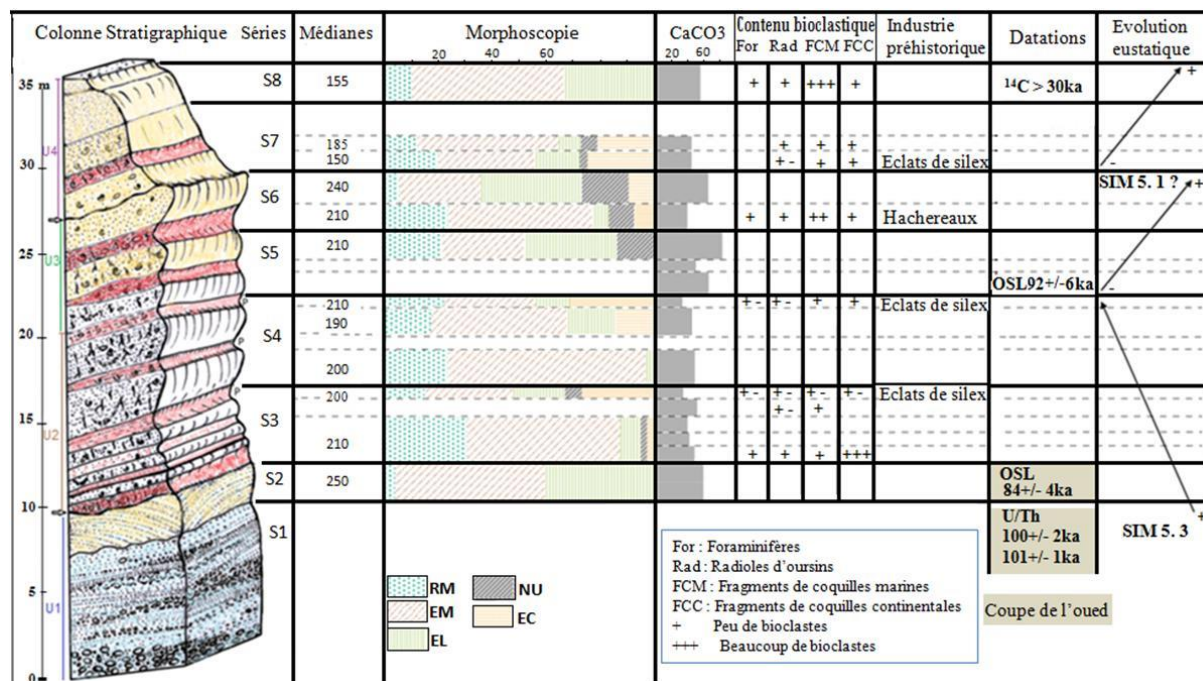 Colonne Stratigraphique Séries Médianes Morphoscopie CaCO3 Contenu bioclastique Industrie préhistorique Datations Evolution eustatique
20 40 60 80
20 60
For Rad FCM FCC
35 m
S8 155 + + +++ + ¹⁴C > 30ka +
U4
S7 185 + + +
150 + - + + Eclats de silex -
30
S6 240 SIM 5. 1 ? +
210 + + ++ + Hachereaux
25
U3
S5 210
OSL92+/-6ka -
S4 210 + - + - + + Eclats de silex
190
20
200
P
P
P
S3 200 + - + - + - + - Eclats de silex
+ - +
15
U2
210 + + + +++
S2 250 OSL
84+/- 4ka
10
S1 U/Th
100+/- 2ka
101+/- 1ka
SIM 5. 3 +
5
U1
0
RM
EM
EL
NU
EC
For : Foraminifères
Rad : Radioles d'oursins
FCM : Fragments de coquilles marines
FCC : Fragments de coquilles continentales
+ Peu de bioclastes
+++ Beaucoup de bioclastes
Coupe de l'oued